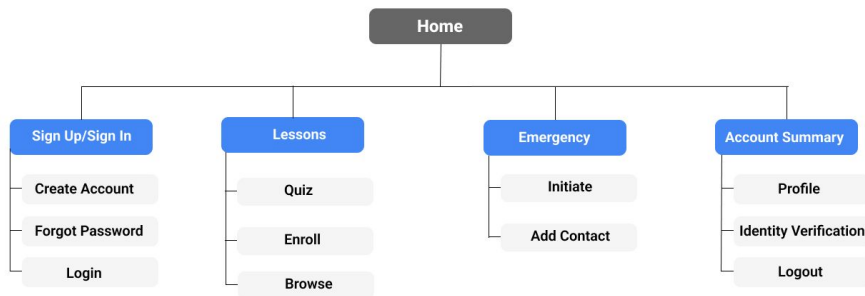 Home
Sign Up/Sign In
Create Account
Forgot Password
Login
Lessons
Quiz
Enroll
Browse
Emergency
Initiate
Add Contact
Account Summary
Profile
Identity Verification
Logout